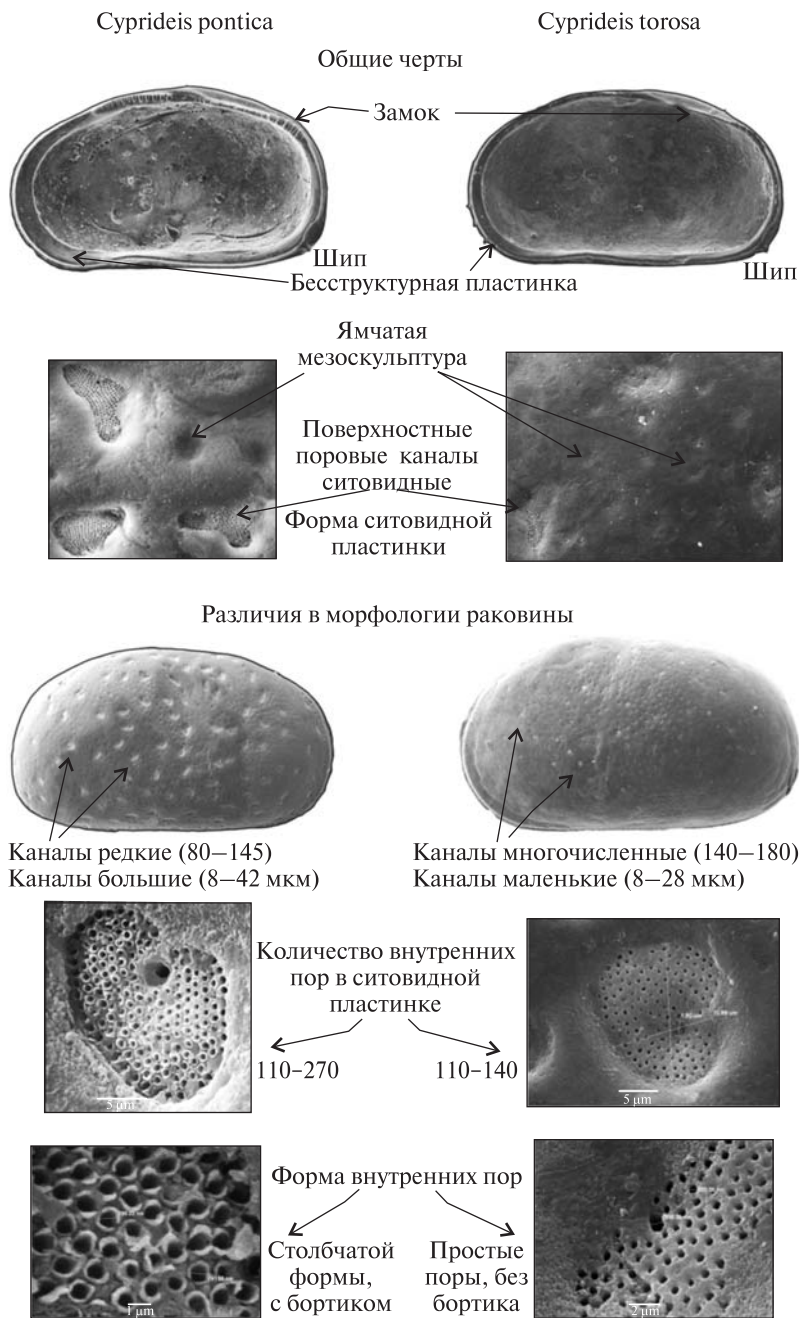 Cyprideis pontica
Cyprideis torosa
Общие черты
Замок
Шип
Шип
Бесструктурная пластинка
Ямчатая
мезоскульптура
Поверхностные
поровые каналы
ситовидные
Форма ситовидной
пластинки
Различия в морфологии раковины
Каналы редкие (80–145)
Каналы большие (8–42 мкм)
Каналы многочисленные (140–180)
Каналы маленькие (8–28 мкм)
Количество внутренних
пор в ситовидной
пластинке
110-270
110-140
5 μm
5 μm
Форма внутренних пор
Столбчатой
формы,
с бортиком
Простые
поры, без
бортика
1 μm
2 μm